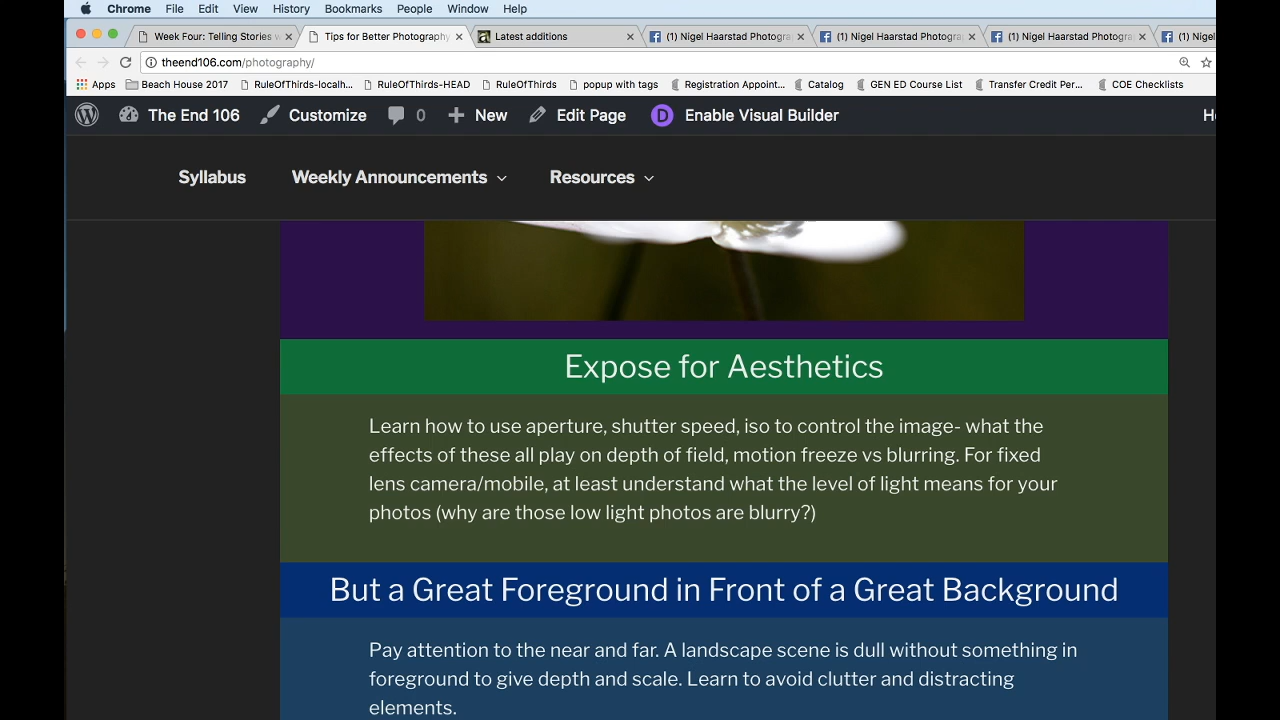 Chrome File Edit View History Bookmarks People Window Help
Week Four: Telling Stories w Tips for Better Photography Latest additions (1) Nigel Haarstad Photogra (1) Nigel Haarstad Photogra (1) Nigel Haarstad Photogra (1) Nigel
theend106.com/photography/
Apps Beach House 2017 RuleOfThirds-localh... RuleOfThirds-HEAD RuleOfThirds popup with tags Registration Appoint... Catalog GEN ED Course List Transfer Credit Per... COE Checklists
The End 106 Customize 0 New Edit Page D Enable Visual Builder
Syllabus Weekly Announcements Resources
Expose for Aesthetics
Learn how to use aperture, shutter speed, iso to control the image- what the
effects of these all play on depth of field, motion freeze vs blurring. For fixed
lens camera/mobile, at least understand what the level of light means for your
photos (why are those low light photos are blurry?)
But a Great Foreground in Front of a Great Background
Pay attention to the near and far. A landscape scene is dull without something in
foreground to give depth and scale. Learn to avoid clutter and distracting
elements.